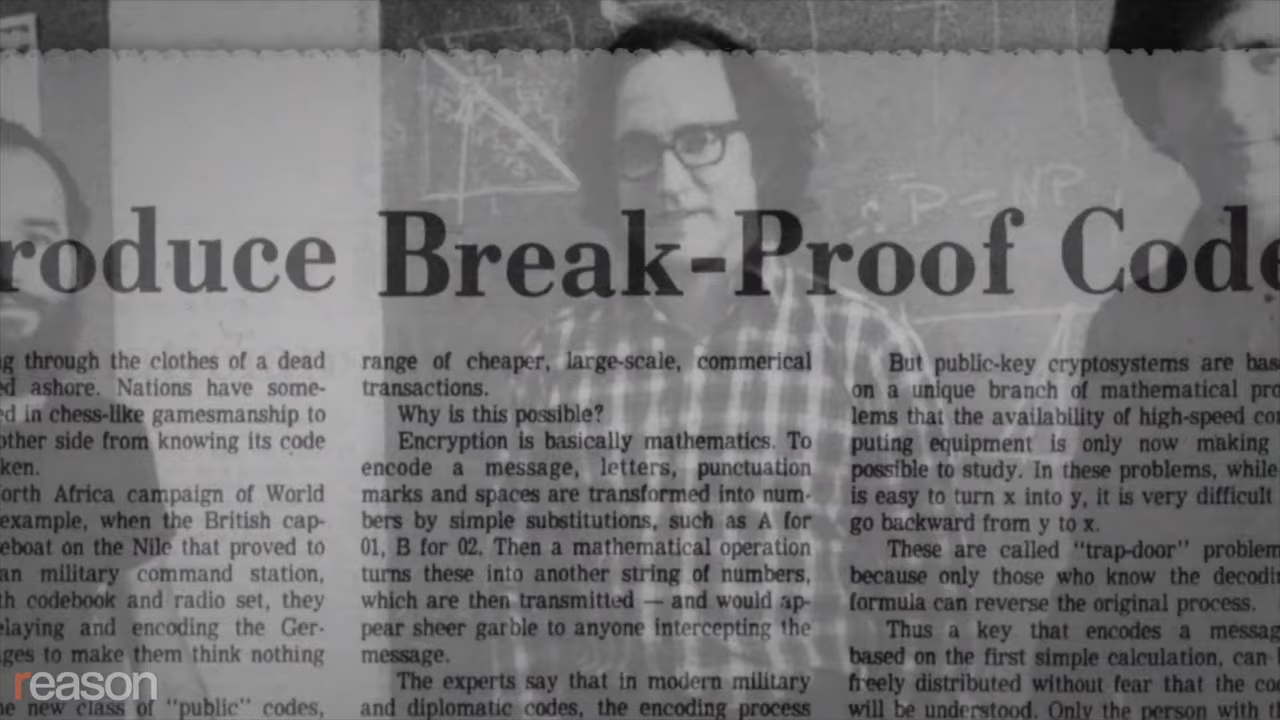 ∴ P=NP
roduce Break-Proof Code
g through the clothes of a dead
ed ashore. Nations have some-
ed in chess-like gamesmanship to
other side from knowing its code
ken.
orth Africa campaign of World
example, when the British cap-
eboat on the Nile that proved to
an military command station,
th codebook and radio set, they
elaying and encoding the Ger-
ges to make them think nothing
e new class of "public" codes,
range of cheaper, large-scale, commerical
transactions.
Why is this possible?
Encryption is basically mathematics. To
encode a message, letters, punctuation
marks and spaces are transformed into num-
bers by simple substitutions, such as A for
01, B for 02. Then a mathematical operation
turns these into another string of numbers,
which are then transmitted — and would ap-
pear sheer garble to anyone intercepting the
message.
The experts say that in modern military
and diplomatic codes, the encoding process
But public-key cryptosystems are bas
on a unique branch of mathematical pro
lems that the availability of high-speed co
puting equipment is only now making
possible to study. In these problems, while
is easy to turn x into y, it is very difficult
go backward from y to x.
These are called "trap-door" problem
because only those who know the decodi
formula can reverse the original process.
Thus a key that encodes a messag
based on the first simple calculation, can
freely distributed without fear that the co
will be understood. Only the person with t
reason